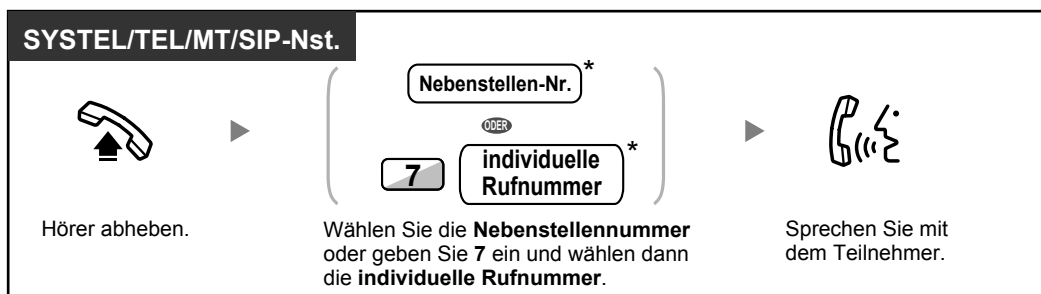 SYSTEL/TEL/MT/SIP-Nst.
Nebenstellen-Nr.*
ODER
7 individuelle Rufnummer*
Hörer abheben.
Wählen Sie die Nebenstellennummer
oder geben Sie 7 ein und wählen dann
die individuelle Rufnummer.
Sprechen Sie mit
dem Teilnehmer.